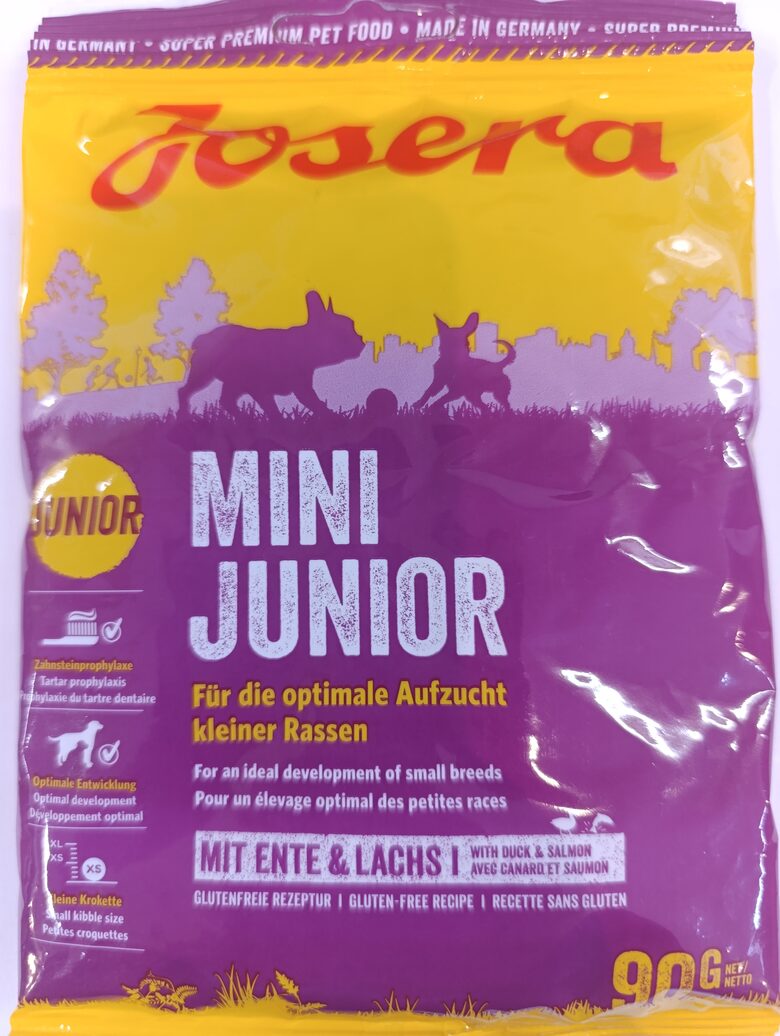 IN GERMANY • SUPER PREMIUM PET FOOD • MADE IN GERMANY • SUPER PREMIUM
Josera
JUNIOR
MINI
JUNIOR
Für die optimale Aufzucht
kleiner Rassen
For an ideal development of small breeds
Pour un élevage optimal des petites races
MIT ENTE & LACHS |
WITH DUCK & SALMON
AVEC CANARD ET SAUMON
GLUTENFREIE REZEPTUR | GLUTEN-FREE RECIPE | RECETTE SANS GLUTEN
Zahnsteinprophylaxe
Tartar prophylaxis
Prophylaxie du tartre dentaire
Optimale Entwicklung
Optimal development
Développement optimal
XL
XS
XS
Kleine Krokette
Small kibble size
Petites croquettes
90G NET/
NETTO